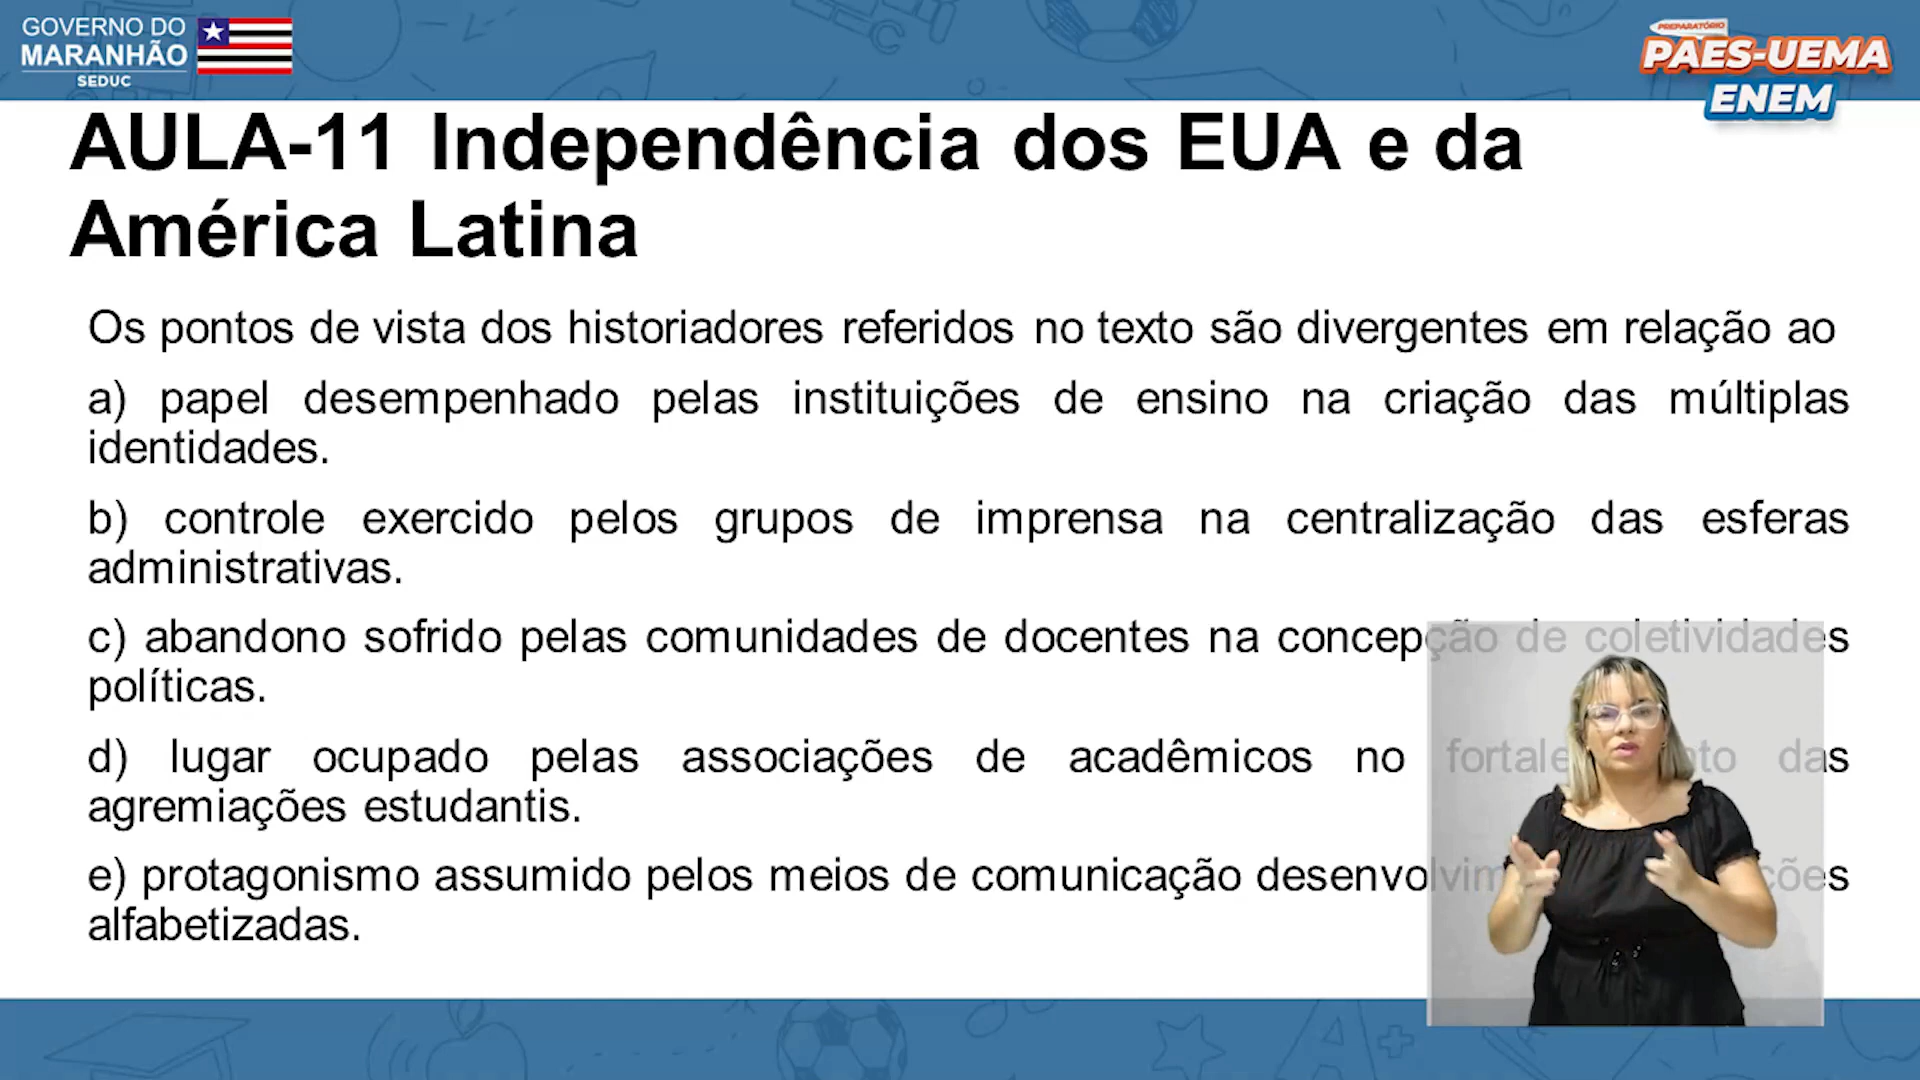 GOVERNO DO
MARANHÃO
SEDUC
PREPARATÓRIO
PAES-UEMA
ENEM
AULA-11 Independência dos EUA e da
América Latina
Os pontos de vista dos historiadores referidos no texto são divergentes em relação ao
a) papel desempenhado pelas instituições de ensino na criação das múltiplas
identidades.
b) controle exercido pelos grupos de imprensa na centralização das esferas
administrativas.
c) abandono sofrido pelas comunidades de docentes na concepção de coletividades
políticas.
d) lugar ocupado pelas associações de acadêmicos no das
agremiações estudantis.
e) protagonismo assumido pelos meios de comunicação
alfabetizadas.
A+